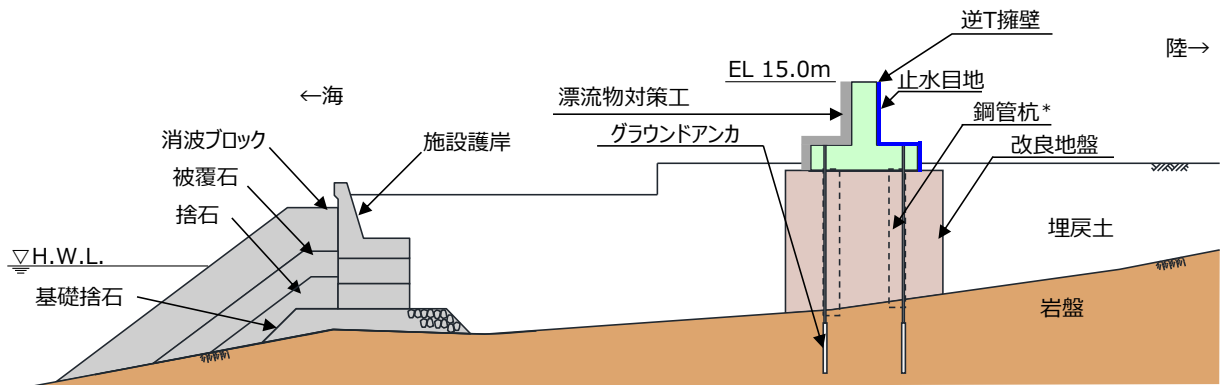 逆T擁壁
陸→
EL 15.0m
止水目地
←海
漂流物対策工
鋼管杭*
グラウンドアンカ
消波ブロック
施設護岸
改良地盤
被覆石
捨石
埋戻土
▽H.W.L.
基礎捨石
岩盤